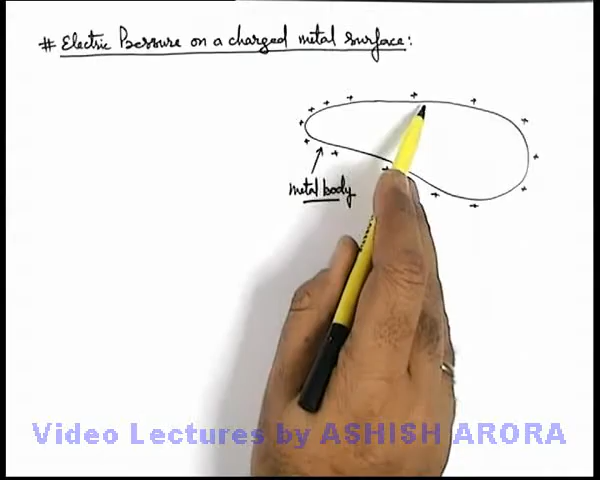 # Electric Pressure on a charged metal surface:
+ + + + + + +
+ + + + + + + +
metal body
Video Lectures by ASHISH ARORA